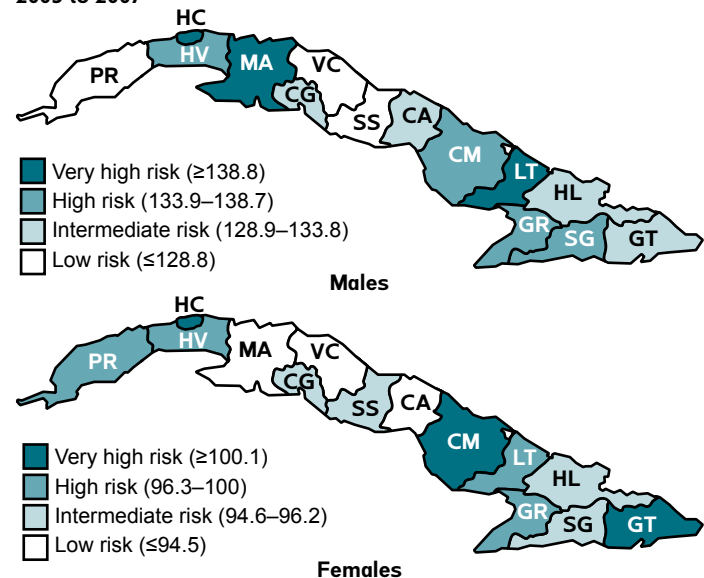 HC
HV
MA
VC
PR
CG
CA
SS
CM
LT
HL
GR
SG
GT
Very high risk (≥138.8)
High risk (133.9–138.7)
Intermediate risk (128.9–133.8)
Low risk (≤128.8)
Males
HC
HV
MA
VC
PR
CG
SS
CA
CM
LT
HL
GR
SG
GT
Very high risk (≥100.1)
High risk (96.3–100)
Intermediate risk (94.6–96.2)
Low risk (≤94.5)
Females